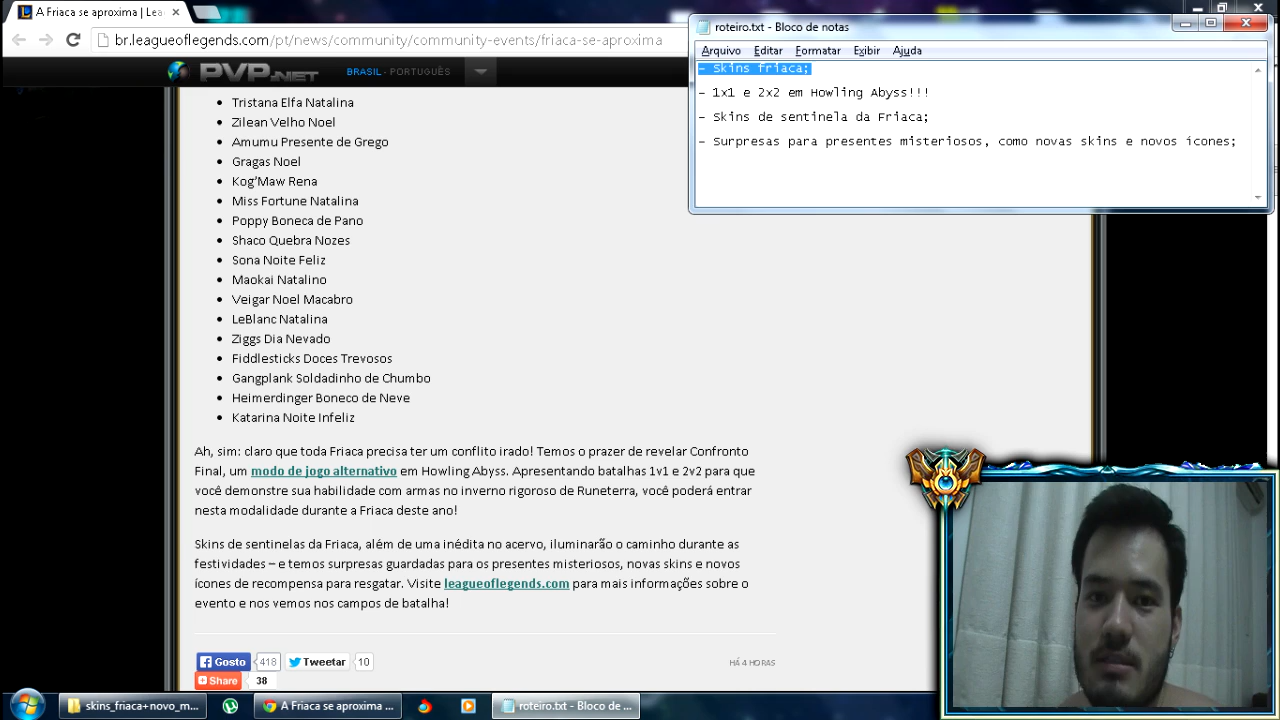 A Friaca se aproxima | Lea
br.leagueoflegends.com/pt/news/cmmunity/community-events/friaca-se-aproxima
PVP.NET BRASIL - PORTUGUÊS
Tristana Elfa Natalina
Zilean Velho Noel
Amumu Presente de Grego
Gragas Noel
Kog'Maw Rena
Miss Fortune Natalina
Poppy Boneca de Pano
Shaco Quebra Nozes
Sona Noite Feliz
Maokai Natalino
Veigar Noel Macabro
LeBlanc Natalina
Ziggs Dia Nevado
Fiddlesticks Doces Trevosos
Gangplank Soldadinho de Chumbo
Heimerdinger Boneco de Neve
Katarina Noite Infeliz
Ah, sim: claro que toda Friaca precisa ter um conflito irado! Temos o prazer de revelar Confronto
Final, um modo de jogo alternativo em Howling Abyss. Apresentando batalhas 1v1 e 2v2 para que
você demonstre sua habilidade com armas no inverno rigoroso de Runeterra, você poderá entrar
nesta modalidade durante a Friaca deste ano!
Skins de sentinelas da Friaca, além de uma inédita no acervo, iluminarão o caminho durante as
festividades – e temos surpresas guardadas para os presentes misteriosos, novas skins e novos
ícones de recompensa para resgatar. Visite leagueoflegends.com para mais informações sobre o
evento e nos vemos nos campos de batalha!
Gosto 418 Tweetar 10
HÁ 4 HORAS
Share 38
roteiro.txt - Bloco de notas
Arquivo Editar Formatar Exibir Ajuda
- Skins friaca;
- 1x1 e 2x2 em Howling Abyss!!!
- Skins de sentinela da Friaca;
- Surpresas para presentes misteriosos, como novas skins e novos ícones;
skins_friaca+novo_m...
A Friaca se aproxima ...
roteiro.txt - Bloco de ...